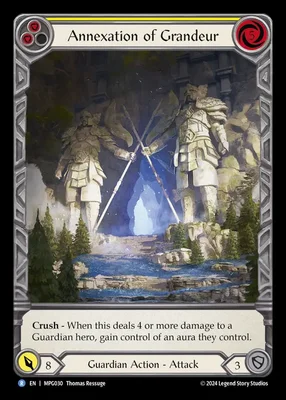 Annexation of Grandeur
Crush - When this deals 4 or more damage to a
Guardian hero, gain control of an aura they control.
8
Guardian Action - Attack
3
R EN | MPG030 Thomas Ressuge
©2024 Legend Story Studios